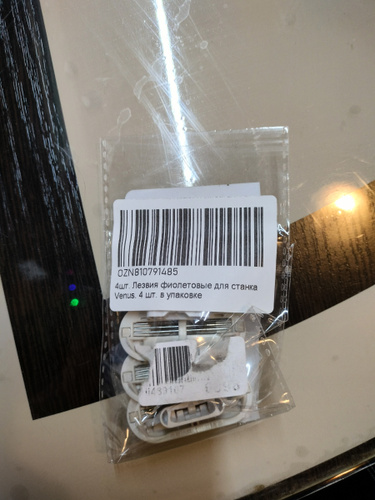 OZN810791485
4шт. Лезвия фиолетовые для станка
Venus. 4 шт. в упаковке